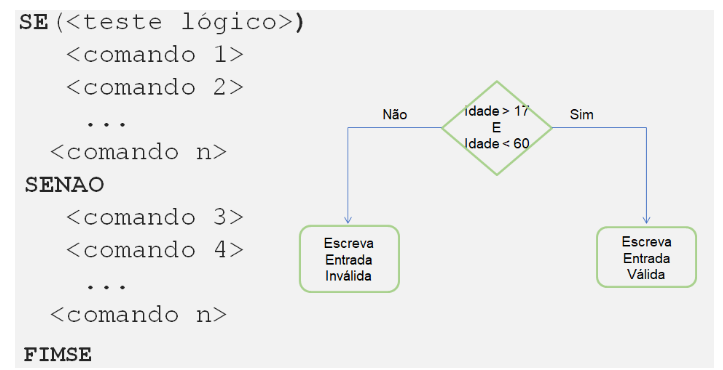 SE(<teste lógico>)
<comando 1>
<comando 2>
...
<comando n>
SENAO
<comando 3>
<comando 4>
...
<comando n>
FIMSE
Não
Idade > 17
E
Idade < 60
Sim
Escreva
Entrada
Inválida
Escreva
Entrada
Válida